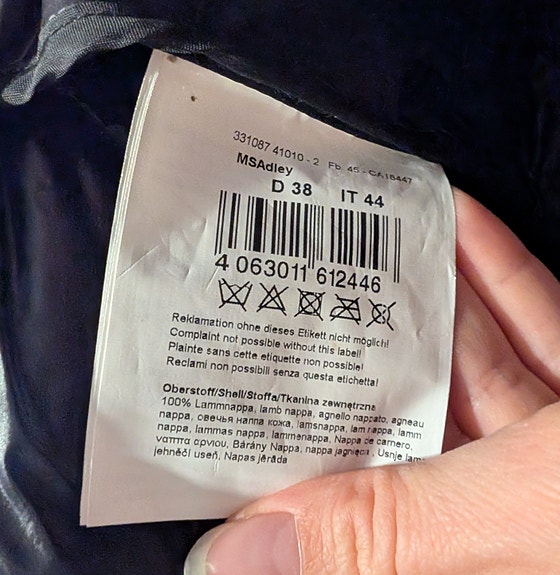 331087 41010 - 2 Fb. 45 - CA18447
MSAdley
D 38 IT 44
4 063011 612446
Reklamation ohne dieses Etikett nicht möglich!
Complaint not possible without this label!
Plainte sans cette etiquette non possible!
Reclami non possibili senza questa etichetta!
Oberstoff/Shell/Stoffa/Tkanina zewnętrzna
100% Lammnappa, lamb nappa, agnello nappato, agneau
nappa, овечья наппа кожа, lamsnappa, lam nappa, lamm
nappa, lammas nappa, lammenappa, Nappa de carnero,
νάππα αρνιού, Bárány Nappa, nappa jagnięca, Usnje
jehněčí useň, Napas jērāda